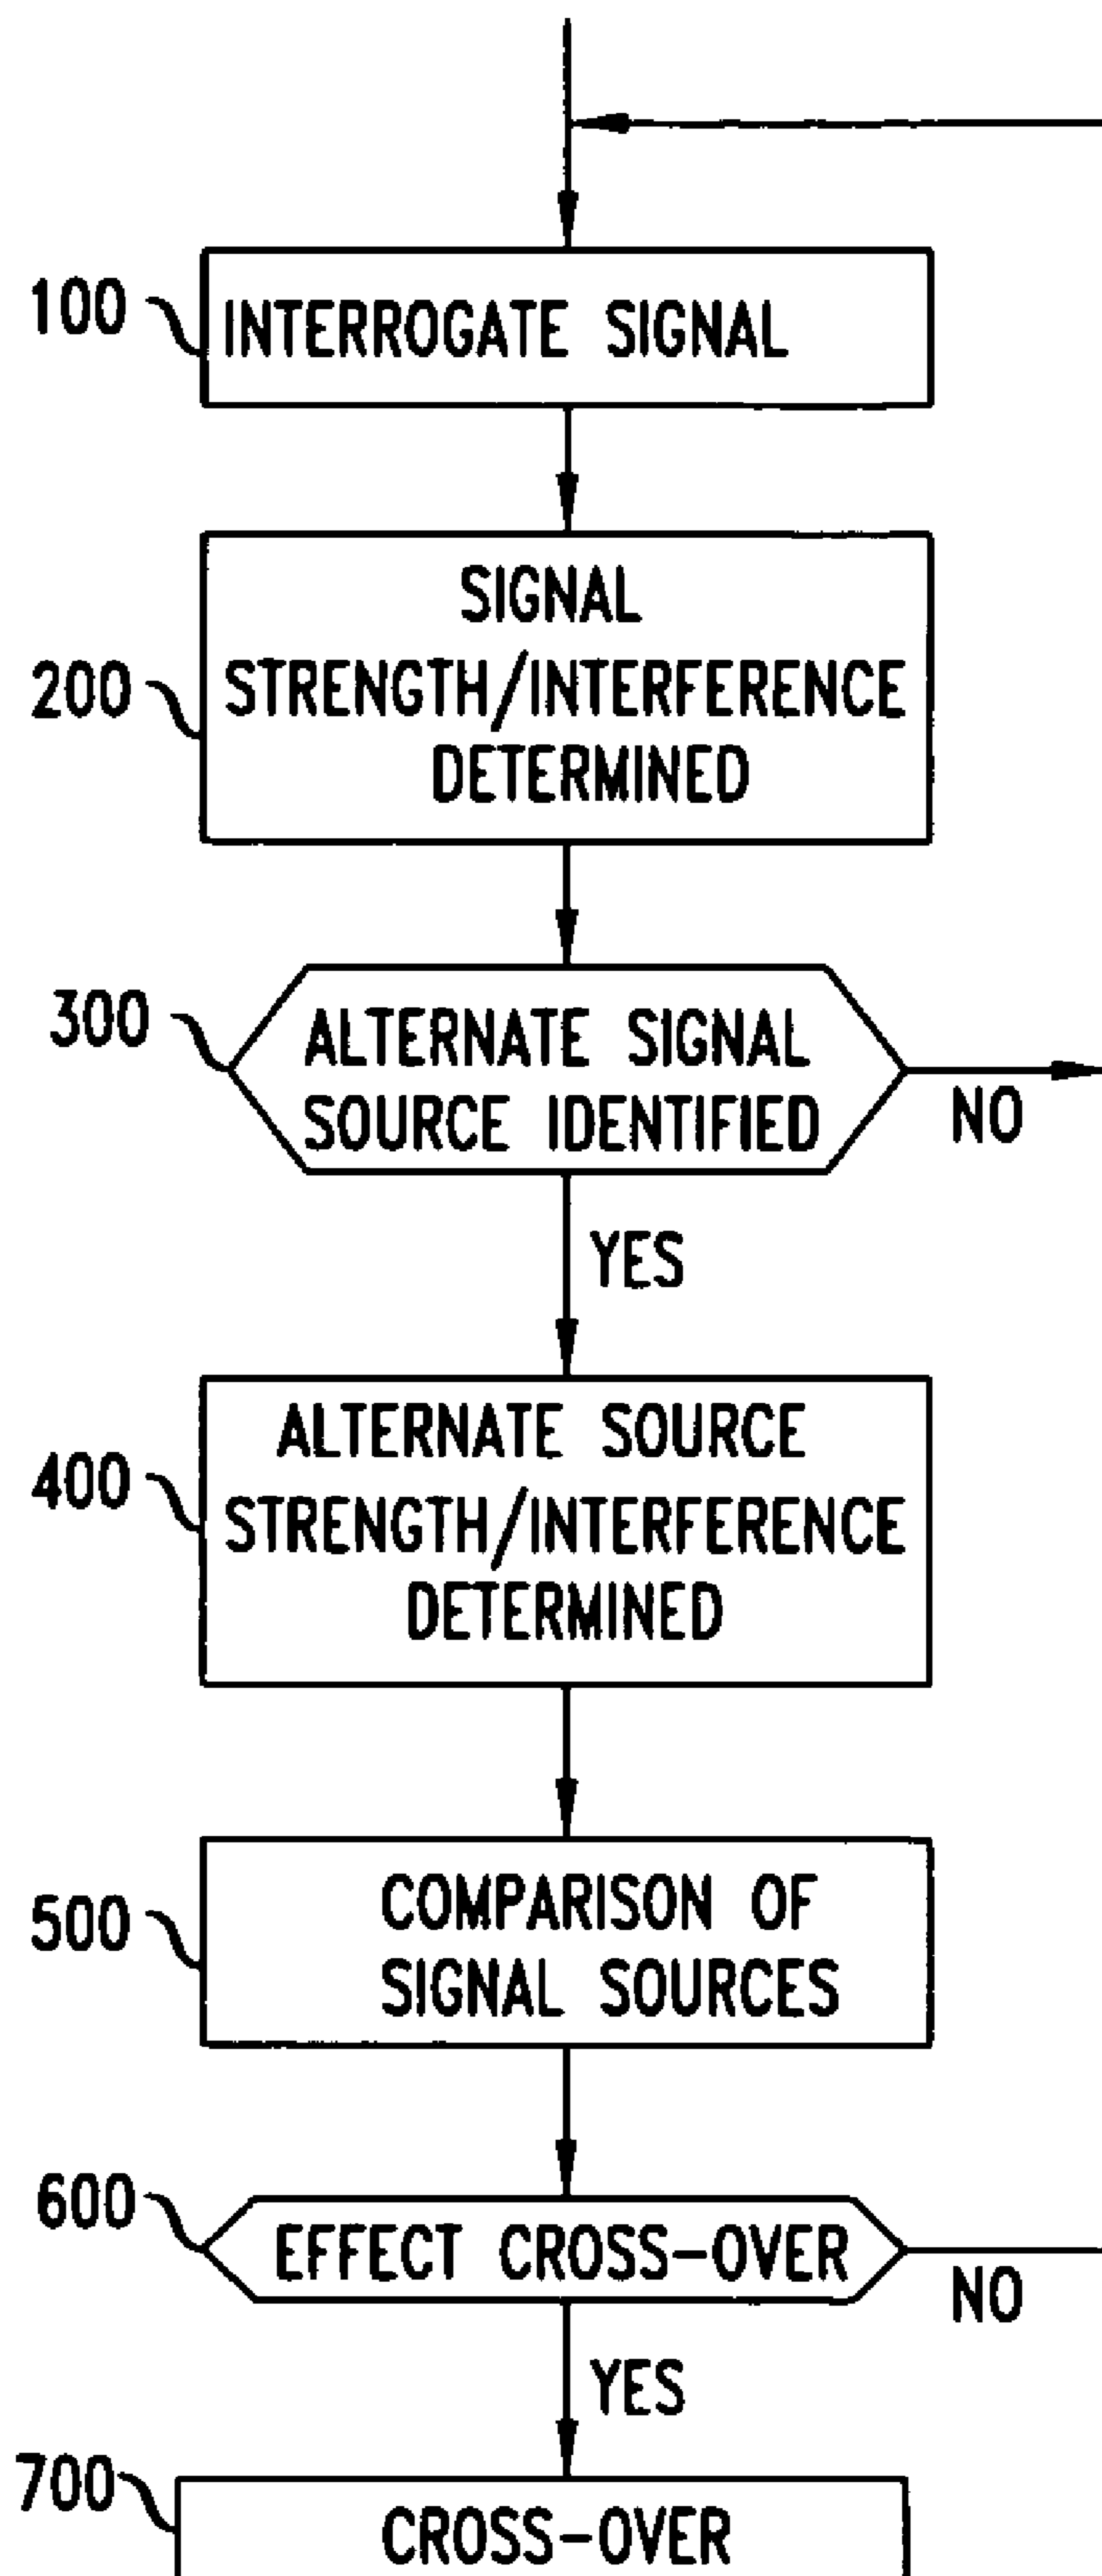 100
INTERROGATE SIGNAL
200
SIGNAL
STRENGTH/INTERFERENCE
DETERMINED
300
ALTERNATE SIGNAL
SOURCE IDENTIFIED
NO
YES
400
ALTERNATE SOURCE
STRENGTH/INTERFERENCE
DETERMINED
500
COMPARISON OF
SIGNAL SOURCES
600
EFFECT CROSS-OVER
NO
YES
700
CROSS-OVER